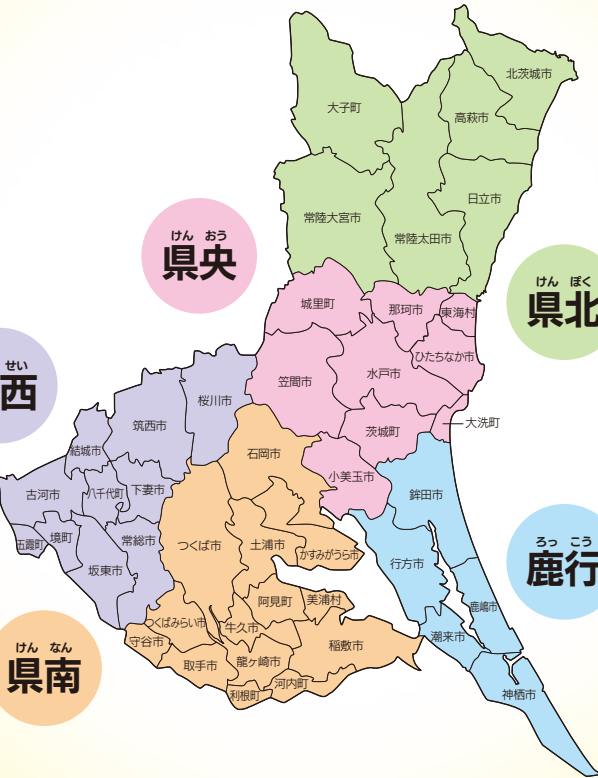 北茨城市
大子町
高萩市
日立市
常陸大宮市
常陸太田市
けん おう
県央
けん ぽく
県北
城里町
那珂市
東海村
ひたちなか市
水戸市
笠間市
大洗町
茨城町
小美玉市
せい
西
桜川市
筑西市
結城市
古河市
八千代町
下妻市
五霞町
境町
常総市
坂東市
石岡市
つくば市
土浦市
かすみがうら市
鉾田市
行方市
ろっ こう
鹿行
鹿嶋市
潮来市
神栖市
阿見町
美浦村
つくばみらい市
牛久市
守谷市
稲敷市
取手市
龍ヶ崎市
河内町
利根町
けん なん
県南